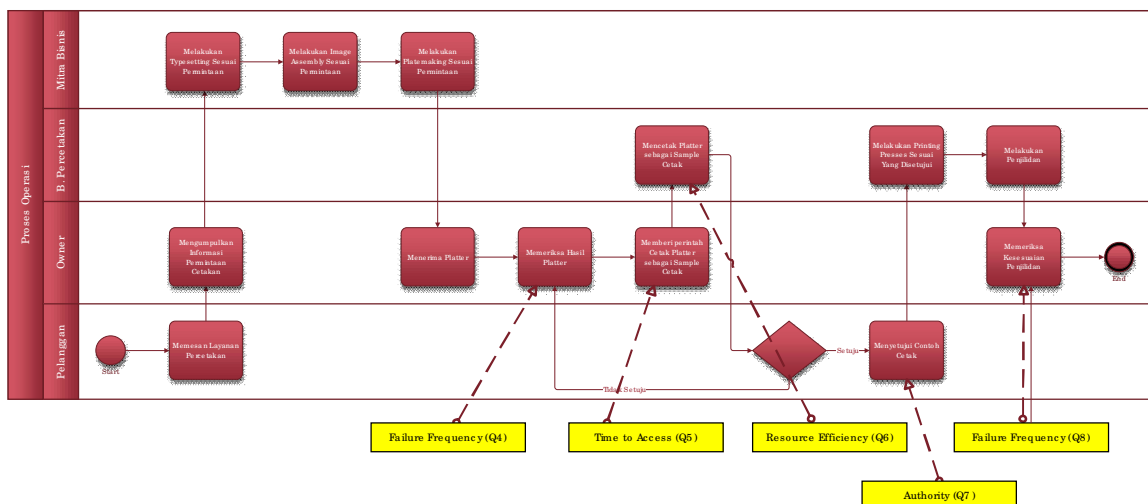 Proses Operasi
Mitra Bisnis
Melakukan
Typesetting Sesuai
Permintaan
Melakukan Image
Assembly Sesuai
Permintaan
Melakukan
Platemaking Sesuai
Permintaan
B. Percetakan
Mencetak Platter
sebagai Sample
Cetak
Melakukan Printing
Presses Sesuai
Yang Disetujui
Melakukan
Penjilidan
Owner
Mengumpulkan
Informasi
Permintaan
Cetakan
Menerima Platter
Memeriksa Hasil
Platter
Memberi perintah
Cetak Platter
sebagai Sample
Cetak
Memeriksa
Kesesuaian
Penjilidan
End
Pelanggan
Start
Memesan Layanan
Percetakan
Setuju
Menyetujui Contoh
Cetak
Tidak Setuju
Failure Frequency (Q4)
Time to Access (Q5)
Resource Efficiency (Q6)
Failure Frequency (Q8)
Authority (Q7)